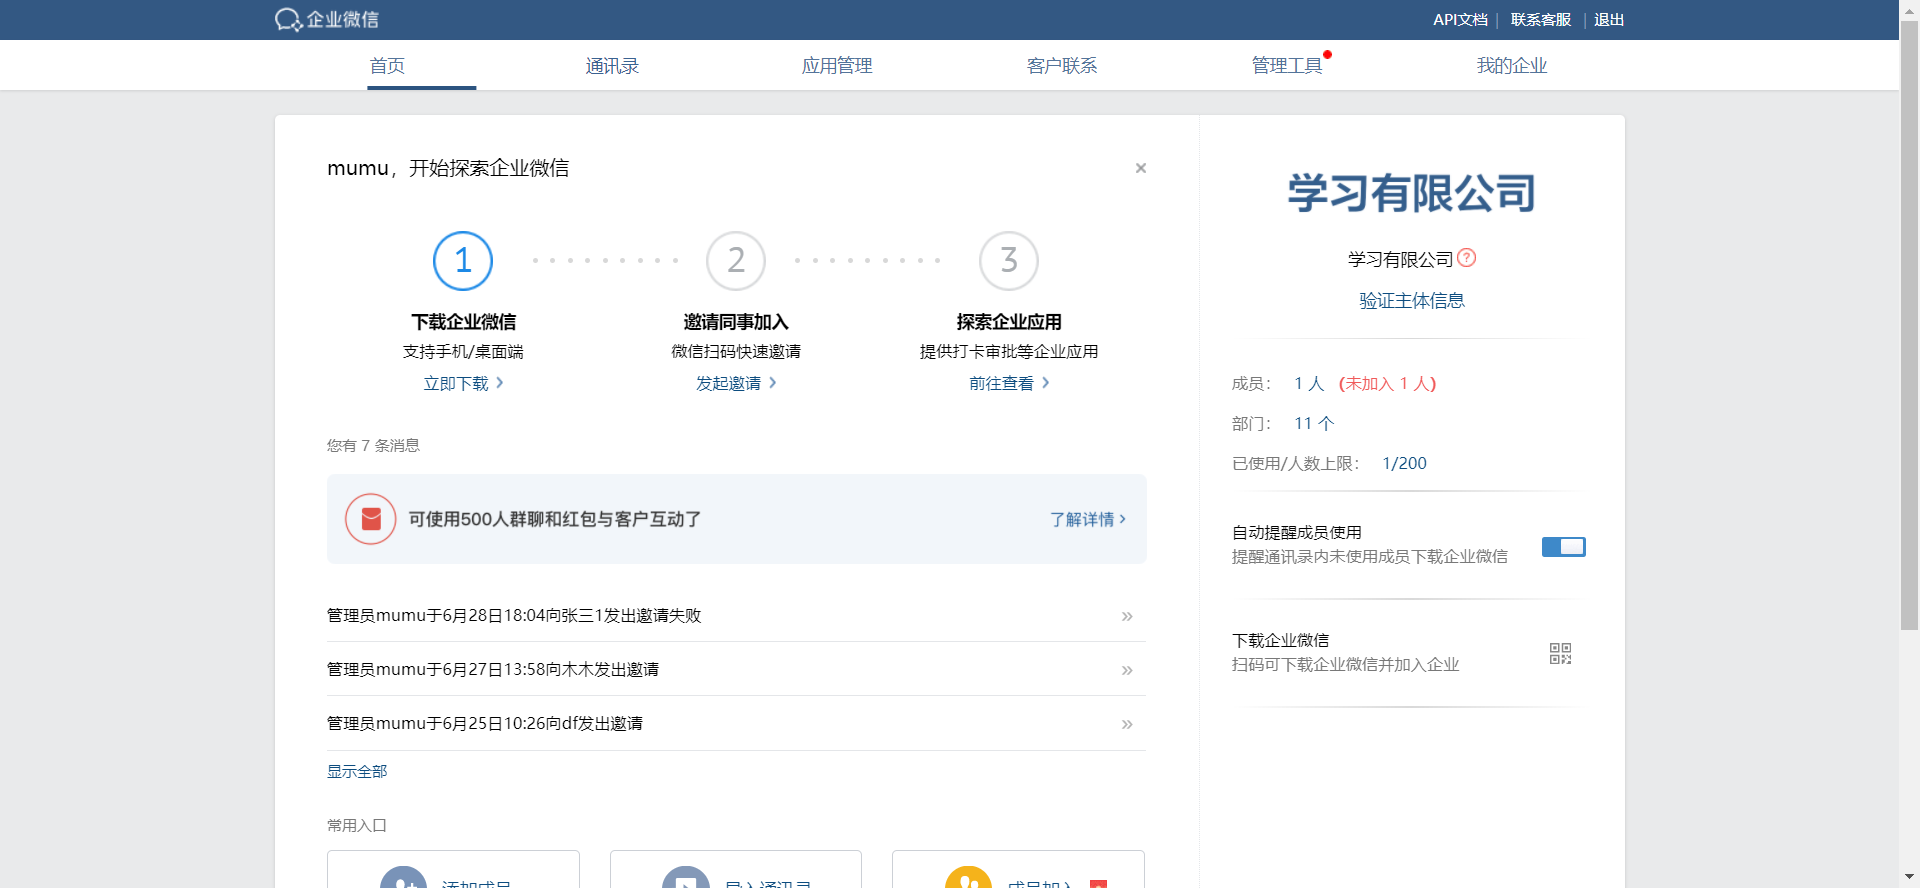 企业微信
API文档 | 联系客服 | 退出
首页 通讯录 应用管理 客户联系 管理工具 我的企业
mumu，开始探索企业微信
×
1 2 3
下载企业微信 邀请同事加入 探索企业应用
支持手机/桌面端 微信扫码快速邀请 提供打卡审批等企业应用
立即下载 发起邀请 前往查看
您有 7 条消息
可使用500人群聊和红包与客户互动了 了解详情
管理员mumu于6月28日18:04向张三1发出邀请失败 »
管理员mumu于6月27日13:58向木木发出邀请 »
管理员mumu于6月25日10:26向df发出邀请 »
显示全部
常用入口
添加成员 导入通讯录 成员加入
学习有限公司
学习有限公司 ?
验证主体信息
成员： 1 人 (未加入 1 人)
部门： 11 个
已使用/人数上限： 1/200
自动提醒成员使用
提醒通讯录内未使用成员下载企业微信
下载企业微信
扫码可下载企业微信并加入企业